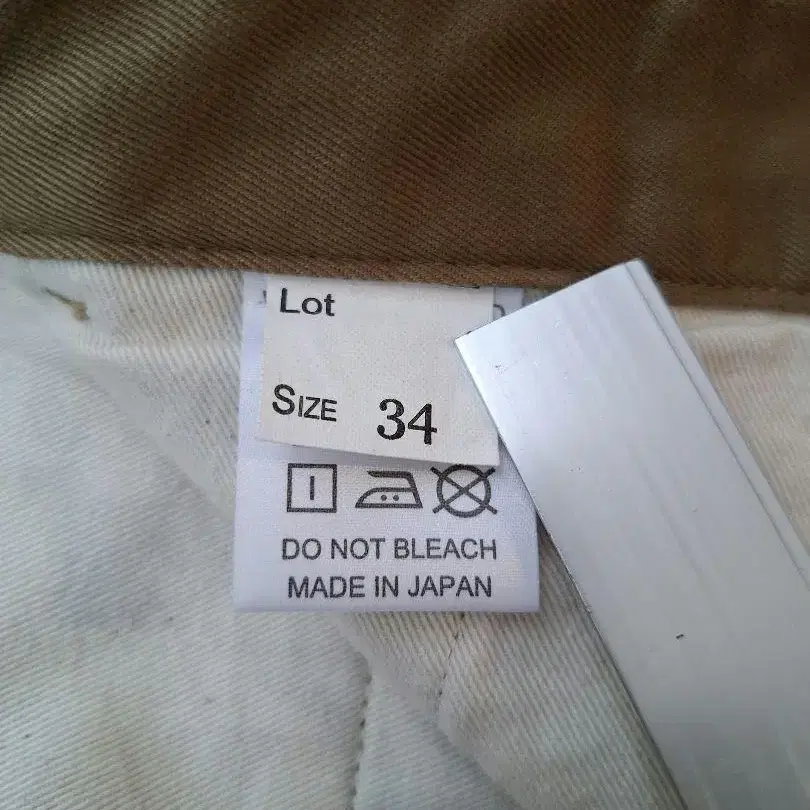 Lot
SIZE 34
DO NOT BLEACH
MADE IN JAPAN